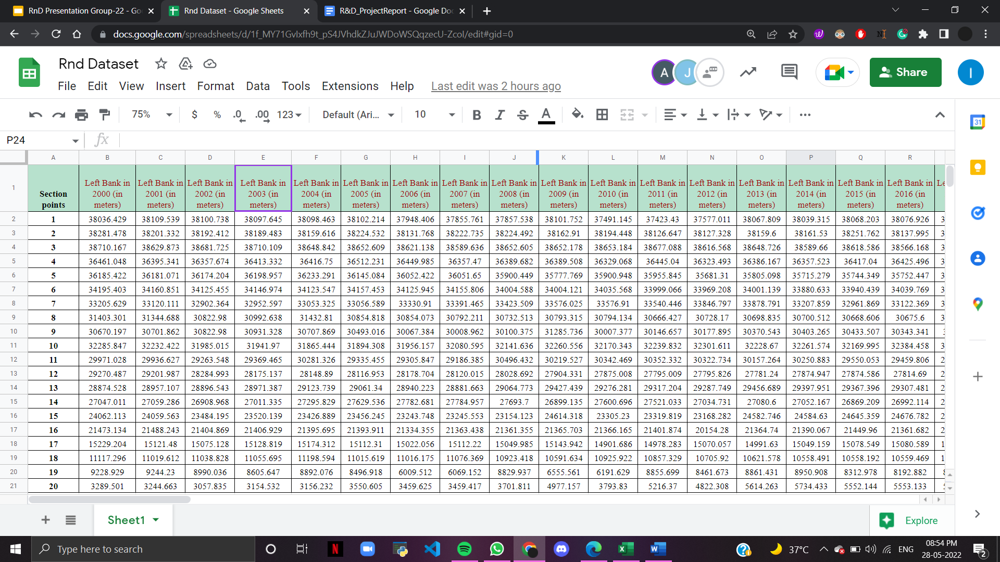 RnD Presentation Group-22 - Go
Rnd Dataset - Google Sheets
R&D_ProjectReport - Google Do
docs.google.com/spreadsheets/d/1f_MY71GvIxfh9t_pS4JVhdkZJuJWDoWSQqzecU-ZcoI/edit#gid=0
Rnd Dataset
A J Share I
File Edit View Insert Format Data Tools Extensions Help Last edit was 2 hours ago
75% $ % .0 .00 123 Default (Ari... 10 B I S A
P24 fx
A B C D E F G H I J K L M N O P Q R
1 Section points Left Bank in 2000 (in meters) Left Bank in 2001 (in meters) Left Bank in 2002 (in meters) Left Bank in 2003 (in meters) Left Bank in 2004 (in meters) Left Bank in 2005 (in meters) Left Bank in 2006 (in meters) Left Bank in 2007 (in meters) Left Bank in 2008 (in meters) Left Bank in 2009 (in meters) Left Bank in 2010 (in meters) Left Bank in 2011 (in meters) Left Bank in 2012 (in meters) Left Bank in 2013 (in meters) Left Bank in 2014 (in meters) Left Bank in 2015 (in meters) Left Bank in 2016 (in meters) Le
2 1 38036.429 38109.539 38100.738 38097.645 38098.463 38102.214 37948.406 37855.761 37857.538 38101.752 37491.145 37423.43 37577.011 38067.809 38039.315 38068.203 38076.926 3
3 2 38281.478 38201.332 38192.412 38189.483 38159.616 38224.532 38131.768 38222.735 38224.492 38162.91 38194.448 38126.647 38127.328 38159.6 38161.53 38251.762 38137.995 3
4 3 38710.167 38629.873 38681.725 38710.109 38648.842 38652.609 38621.138 38589.636 38652.605 38652.178 38653.184 38677.088 38616.568 38648.726 38589.66 38618.586 38566.168 3
5 4 36461.048 36395.341 36357.674 36413.332 36416.75 36512.231 36449.985 36357.47 36389.682 36389.508 36329.068 36445.04 36323.493 36386.167 36357.523 36417.04 36425.496 3
6 5 36185.422 36181.071 36174.204 36198.957 36233.291 36145.084 36052.422 36051.65 35900.449 35777.769 35900.948 35955.845 35681.31 35805.098 35715.279 35744.349 35752.447 3
7 6 34195.403 34160.851 34125.455 34146.974 34123.547 34157.453 34125.945 34155.806 34004.588 34004.121 34035.568 33999.066 33969.208 34001.139 33880.633 33940.439 34039.769 3
8 7 33205.629 33120.111 32902.364 32952.597 33053.325 33056.589 33330.91 33391.465 33423.509 33576.025 33576.91 33540.446 33846.797 33878.791 33207.859 32961.869 33122.369 3
9 8 31403.301 31344.688 30822.98 30992.638 31432.81 30854.818 30854.073 30792.211 30732.513 30793.315 30794.134 30666.427 30728.17 30698.835 30700.512 30668.606 30675.6 3
10 9 30670.197 30701.862 30822.98 30931.328 30707.869 30493.016 30067.384 30008.962 30100.375 31285.736 30007.377 30146.657 30177.895 30370.543 30403.265 30433.507 30343.341
11 10 32285.847 32232.422 31985.015 31941.97 31865.444 31894.308 31956.157 32080.595 32141.636 32260.556 32170.343 32239.832 32301.611 32228.67 32261.574 32169.995 32384.458 3
12 11 29971.028 29936.627 29263.548 29369.465 30281.326 29335.455 29305.847 29186.385 30496.432 30219.527 30342.469 30352.332 30322.734 30157.264 30250.883 29550.053 29459.806 2
13 12 29270.487 29201.987 28284.993 28175.137 28148.89 28116.953 28178.704 28120.015 28028.692 27904.331 27875.008 27795.009 27795.826 27781.24 27874.947 27874.586 27814.69 2
14 13 28874.528 28957.107 28896.543 28971.387 29123.739 29061.34 28940.223 28881.663 29064.773 29427.439 29276.281 29317.204 29287.749 29456.689 29397.951 29367.396 29307.481 2
15 14 27047.011 27059.286 26908.968 27011.335 27295.829 27629.536 27782.681 27784.957 27693.7 26899.135 27600.696 27521.033 27034.731 27080.6 27052.167 26869.209 26992.114 2
16 15 24062.113 24059.563 23484.195 23520.139 23426.889 23456.245 23243.748 23245.553 23154.123 24614.318 23305.23 23319.819 23168.282 24582.746 24584.63 24645.359 24676.782 2
17 16 21473.134 21488.243 21404.869 21406.929 21395.695 21393.911 21334.355 21363.438 21361.355 21365.703 21366.165 21401.874 20154.28 21364.74 21390.067 21449.96 21361.682 2
18 17 15229.204 15121.48 15075.128 15128.819 15174.312 15112.31 15022.056 15112.22 15049.985 15143.942 14901.686 14978.283 15070.057 14991.63 15049.159 15078.549 15080.589 1
19 18 11117.296 11019.612 11038.828 11055.695 11198.594 11015.619 11016.175 11076.369 10923.418 10591.634 10925.922 10857.329 10705.92 10621.578 10558.491 10558.192 10559.469 1
20 19 9228.929 9244.23 8990.036 8605.647 8892.076 8496.918 6009.512 6069.152 8829.937 6555.561 6191.629 8855.699 8461.673 8861.431 8950.908 8312.978 8192.882
21 20 3289.501 3244.663 3057.835 3154.532 3156.232 3550.605 3459.625 3459.417 3701.811 4977.157 3793.83 5216.37 4822.308 5614.263 5734.433 5552.144 5553.133
Sheet1 Explore
Type here to search
37°C ENG 08:54 PM
28-05-2022
2